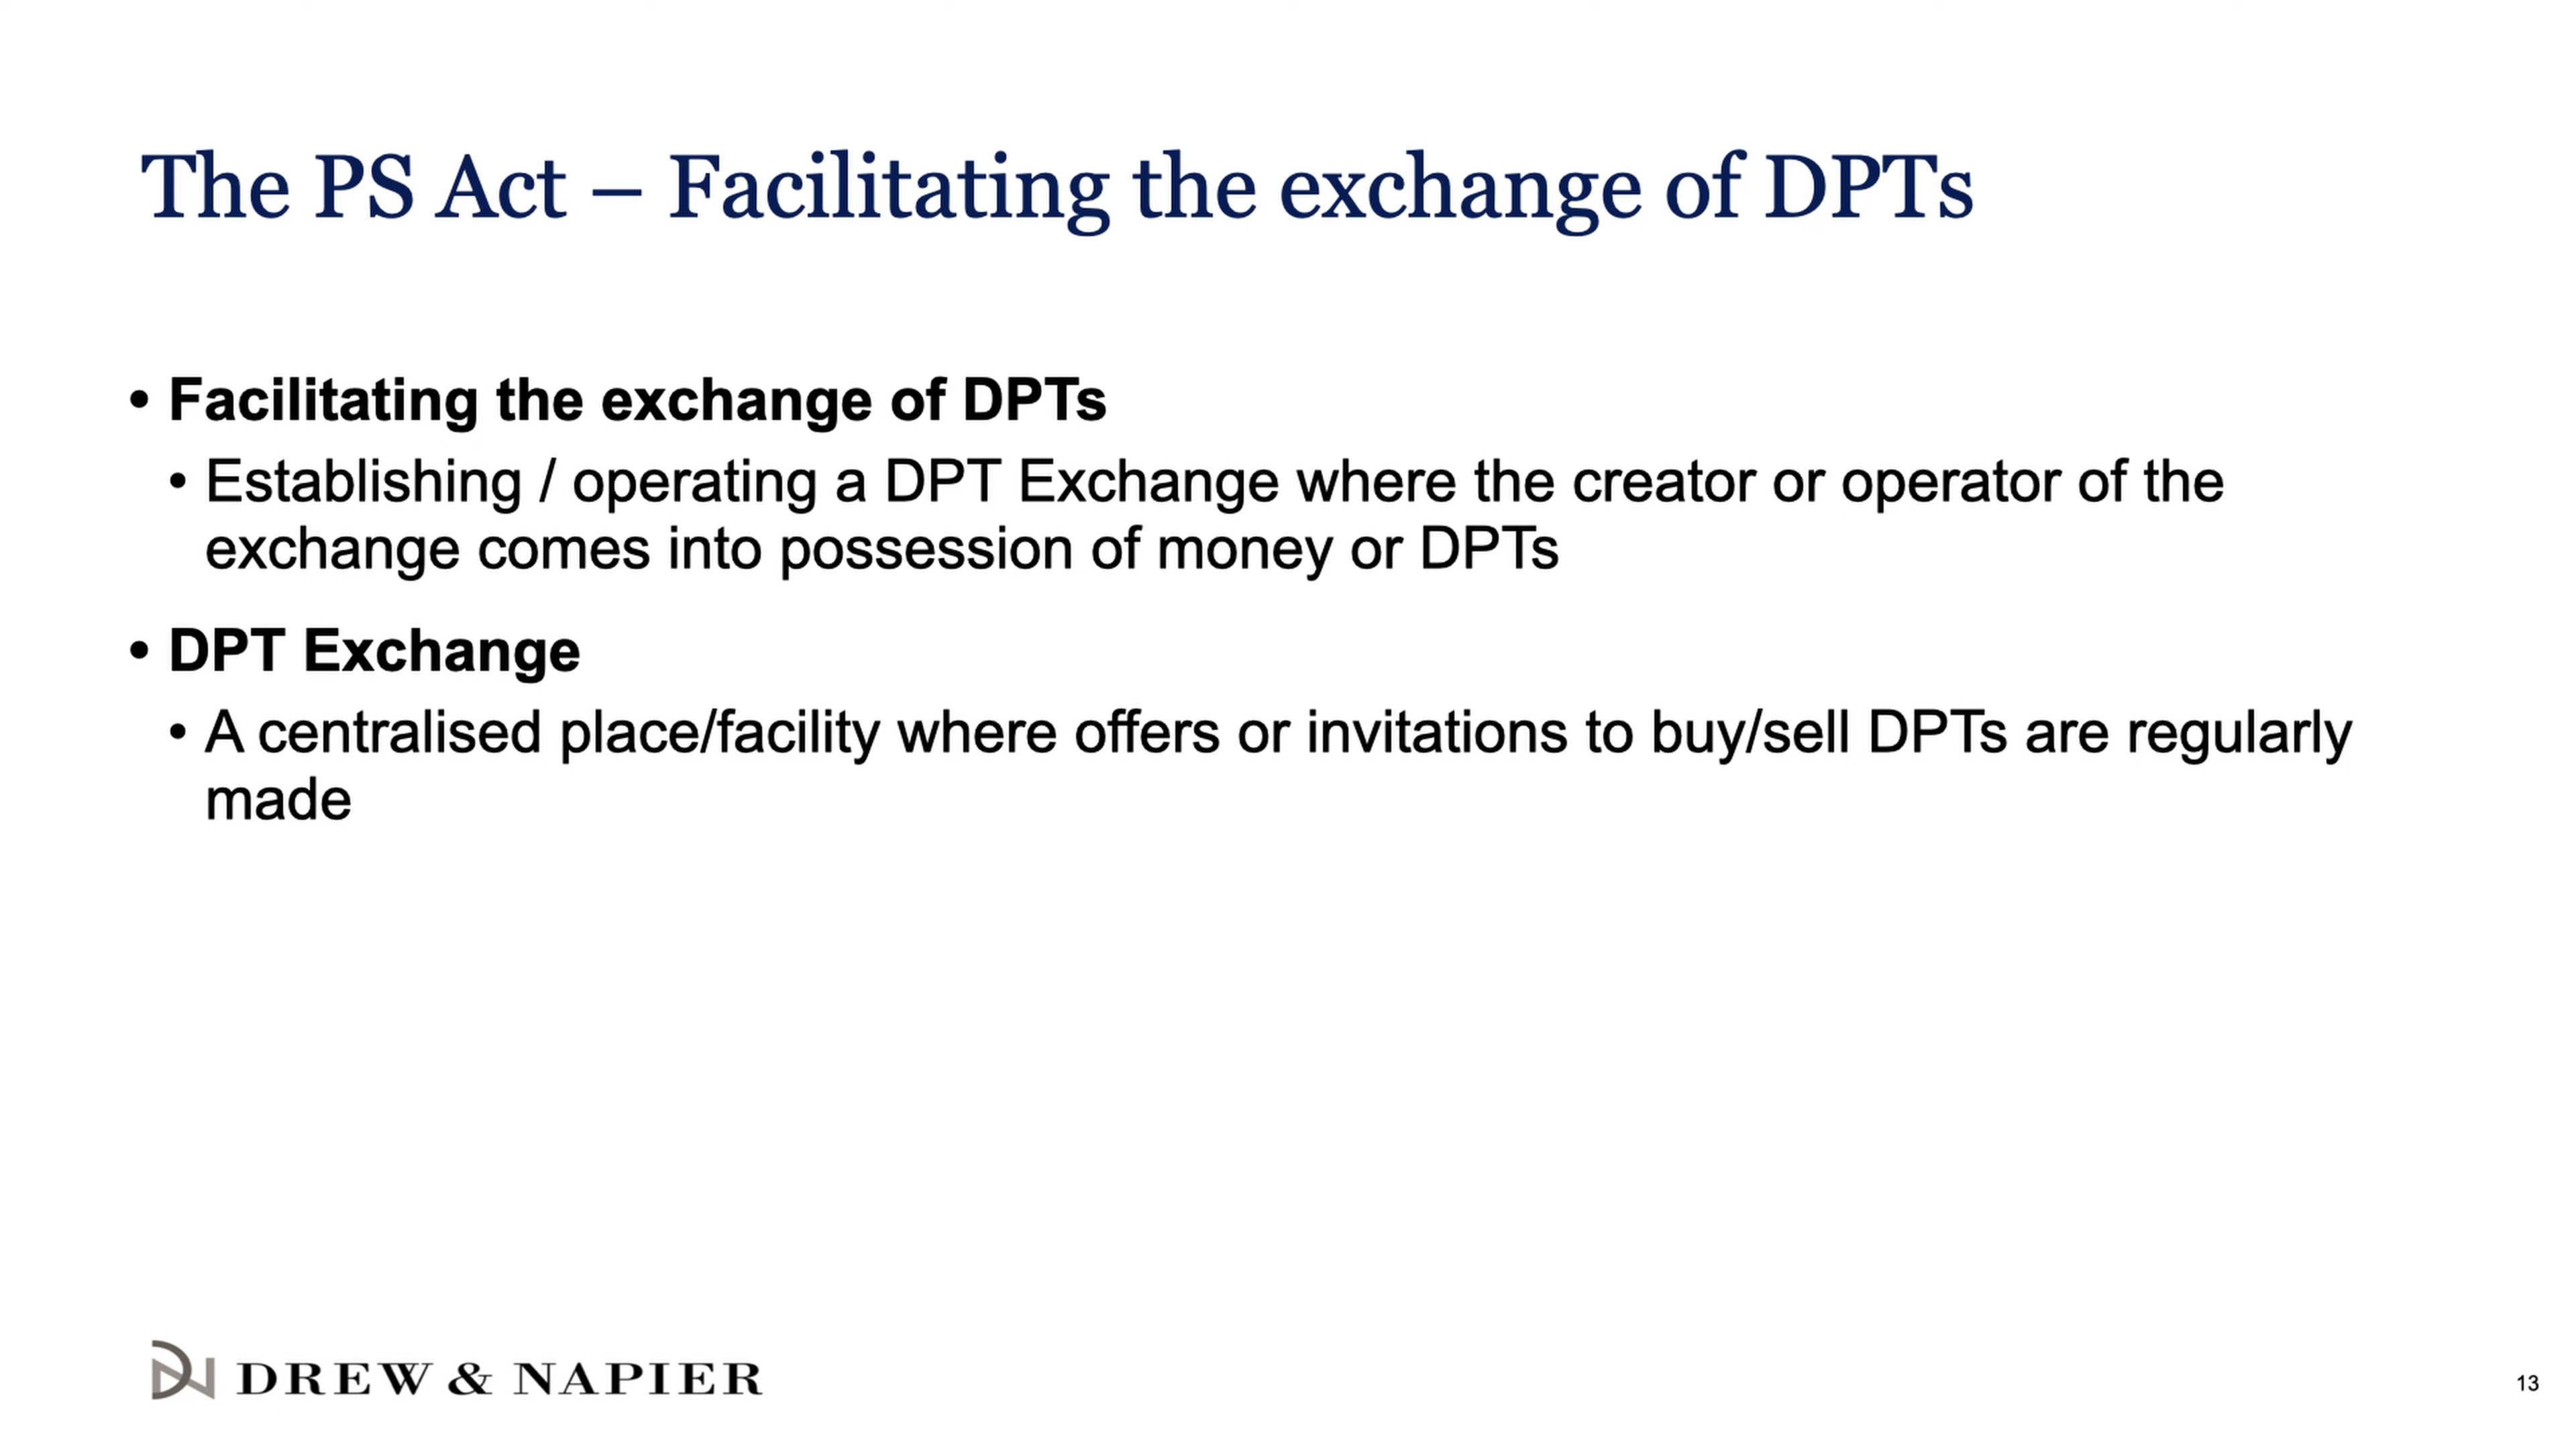 The PS Act – Facilitating the exchange of DPTs
• Facilitating the exchange of DPTs
• Establishing / operating a DPT Exchange where the creator or operator of the
exchange comes into possession of money or DPTs
• DPT Exchange
• A centralised place/facility where offers or invitations to buy/sell DPTs are regularly
made
DREW & NAPIER
13